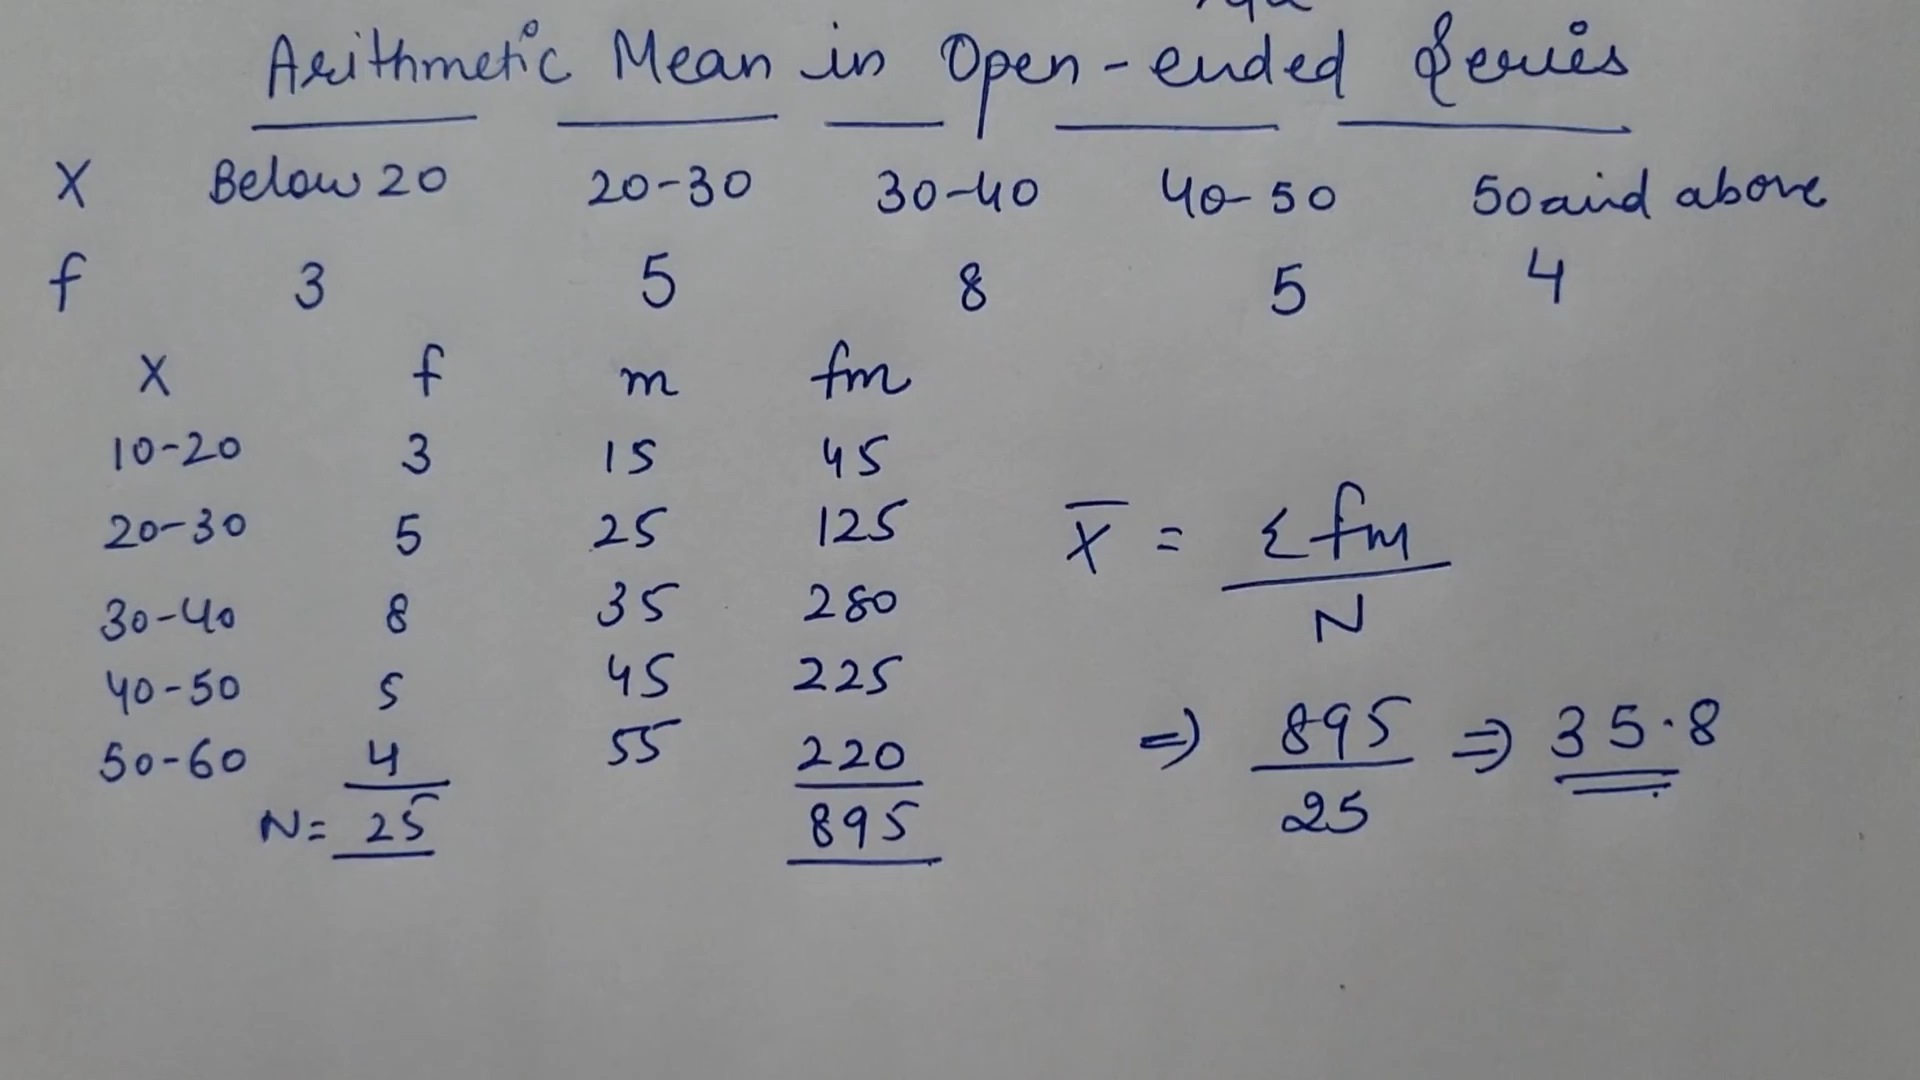 Arithmetic Mean in Open-ended Series
X Below 20 20-30 30-40 40-50 50 and above
f 3 5 8 5 4
X f m fm
10-20 3 15 45
20-30 5 25 125
30-40 8 35 280
40-50 5 45 225
50-60 4 55 220
N= 25 895
X̄ = Σfm
N
⇒ 895 ⇒ 35.8
25